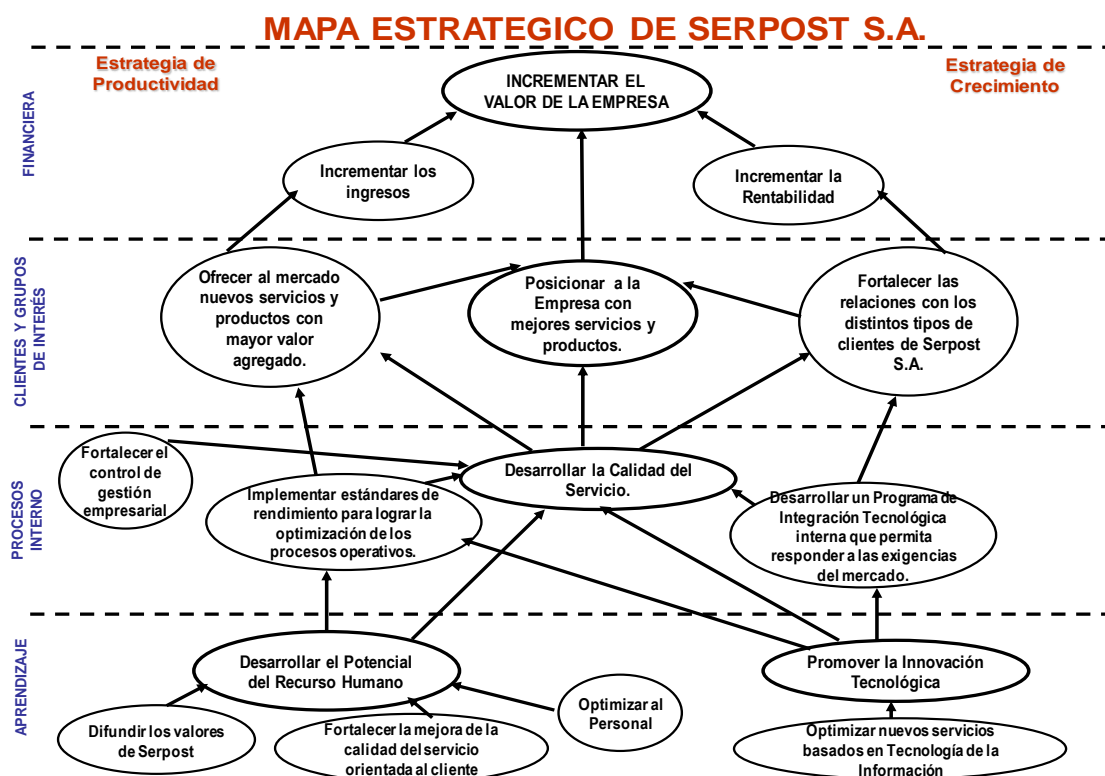 MAPA ESTRATEGICO DE SERPOST S.A.
Estrategia de
Productividad
Estrategia de
Crecimiento
FINANCIERA
INCREMENTAR EL
VALOR DE LA EMPRESA
Incrementar los
ingresos
Incrementar la
Rentabilidad
CLIENTES Y GRUPOS
DE INTERÉS
Ofrecer al mercado
nuevos servicios y
productos con
mayor valor
agregado.
Posicionar a la
Empresa con
mejores servicios y
productos.
Fortalecer las
relaciones con los
distintos tipos de
clientes de Serpost
S.A.
PROCESOS
INTERNO
Fortalecer el
control de
gestión
empresarial
Implementar estándares de
rendimiento para lograr la
optimización de los
procesos operativos.
Desarrollar la Calidad del
Servicio.
Desarrollar un Programa de
Integración Tecnológica
interna que permita
responder a las exigencias
del mercado.
APRENDIZAJE
Desarrollar el Potencial
del Recurso Humano
Promover la Innovación
Tecnológica
Difundir los valores
de Serpost
Fortalecer la mejora de la
calidad del servicio
orientada al cliente
Optimizar al
Personal
Optimizar nuevos servicios
basados en Tecnología de la
Información